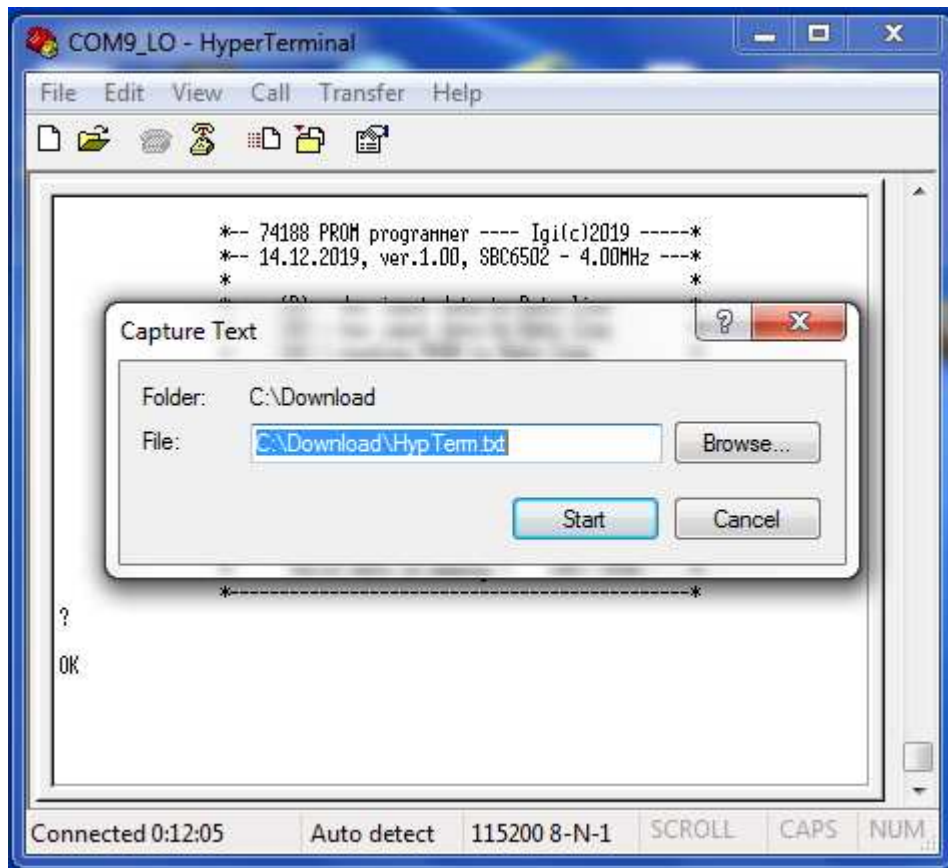 COM9_LO - HyperTerminal
File Edit View Call Transfer Help
*-- 74188 PROM programmer ---- Igi(c)2019 -----*
*-- 14.12.2019, ver.1.00, SBC6502 - 4.00MHz ---*
* *
Capture Text
Folder: C:\Download
File: C:\Download\HypTerm.txt Browse...
Start Cancel
*-----------------------------------------------*
?
OK
Connected 0:12:05 Auto detect 115200 8-N-1 SCROLL CAPS NUM